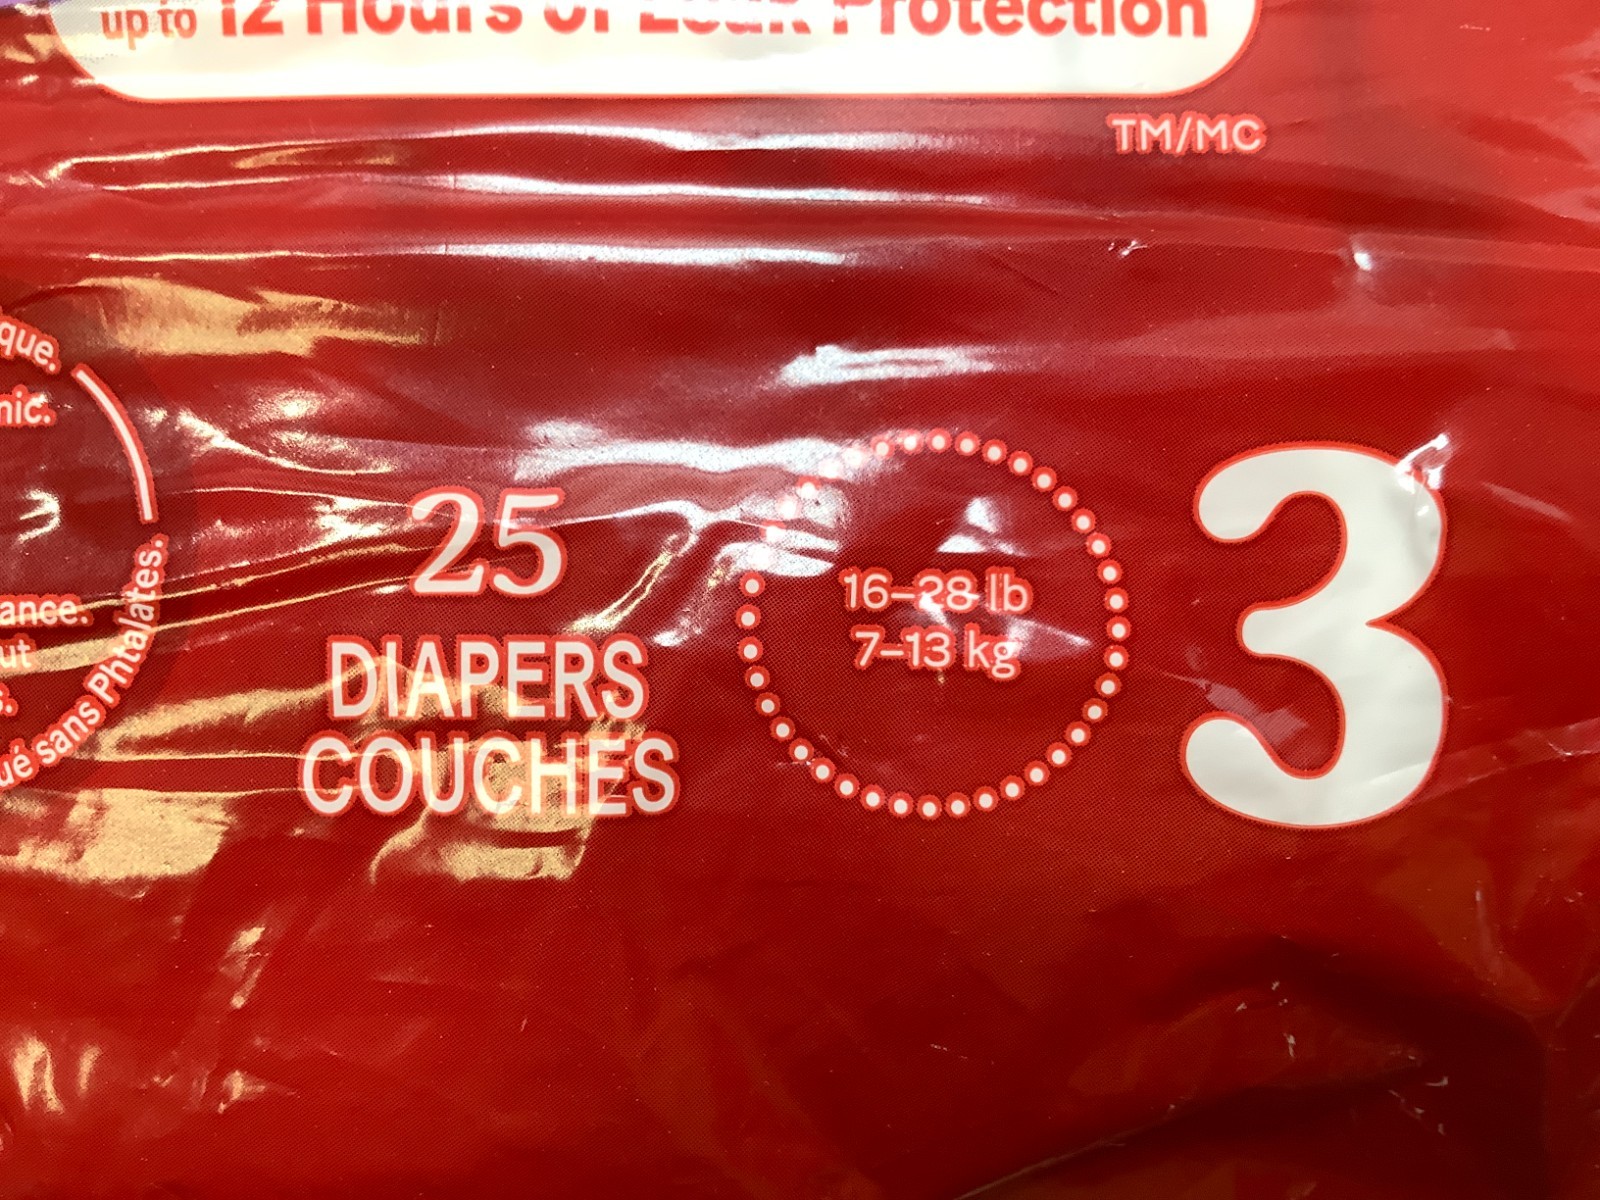 up to 12 Hours of Leak Protection
TM/MC
que.
nic.
ance.
ut
ué sans Phtalates.
25
DIAPERS
COUCHES
16–28 lb
7–13 kg
3